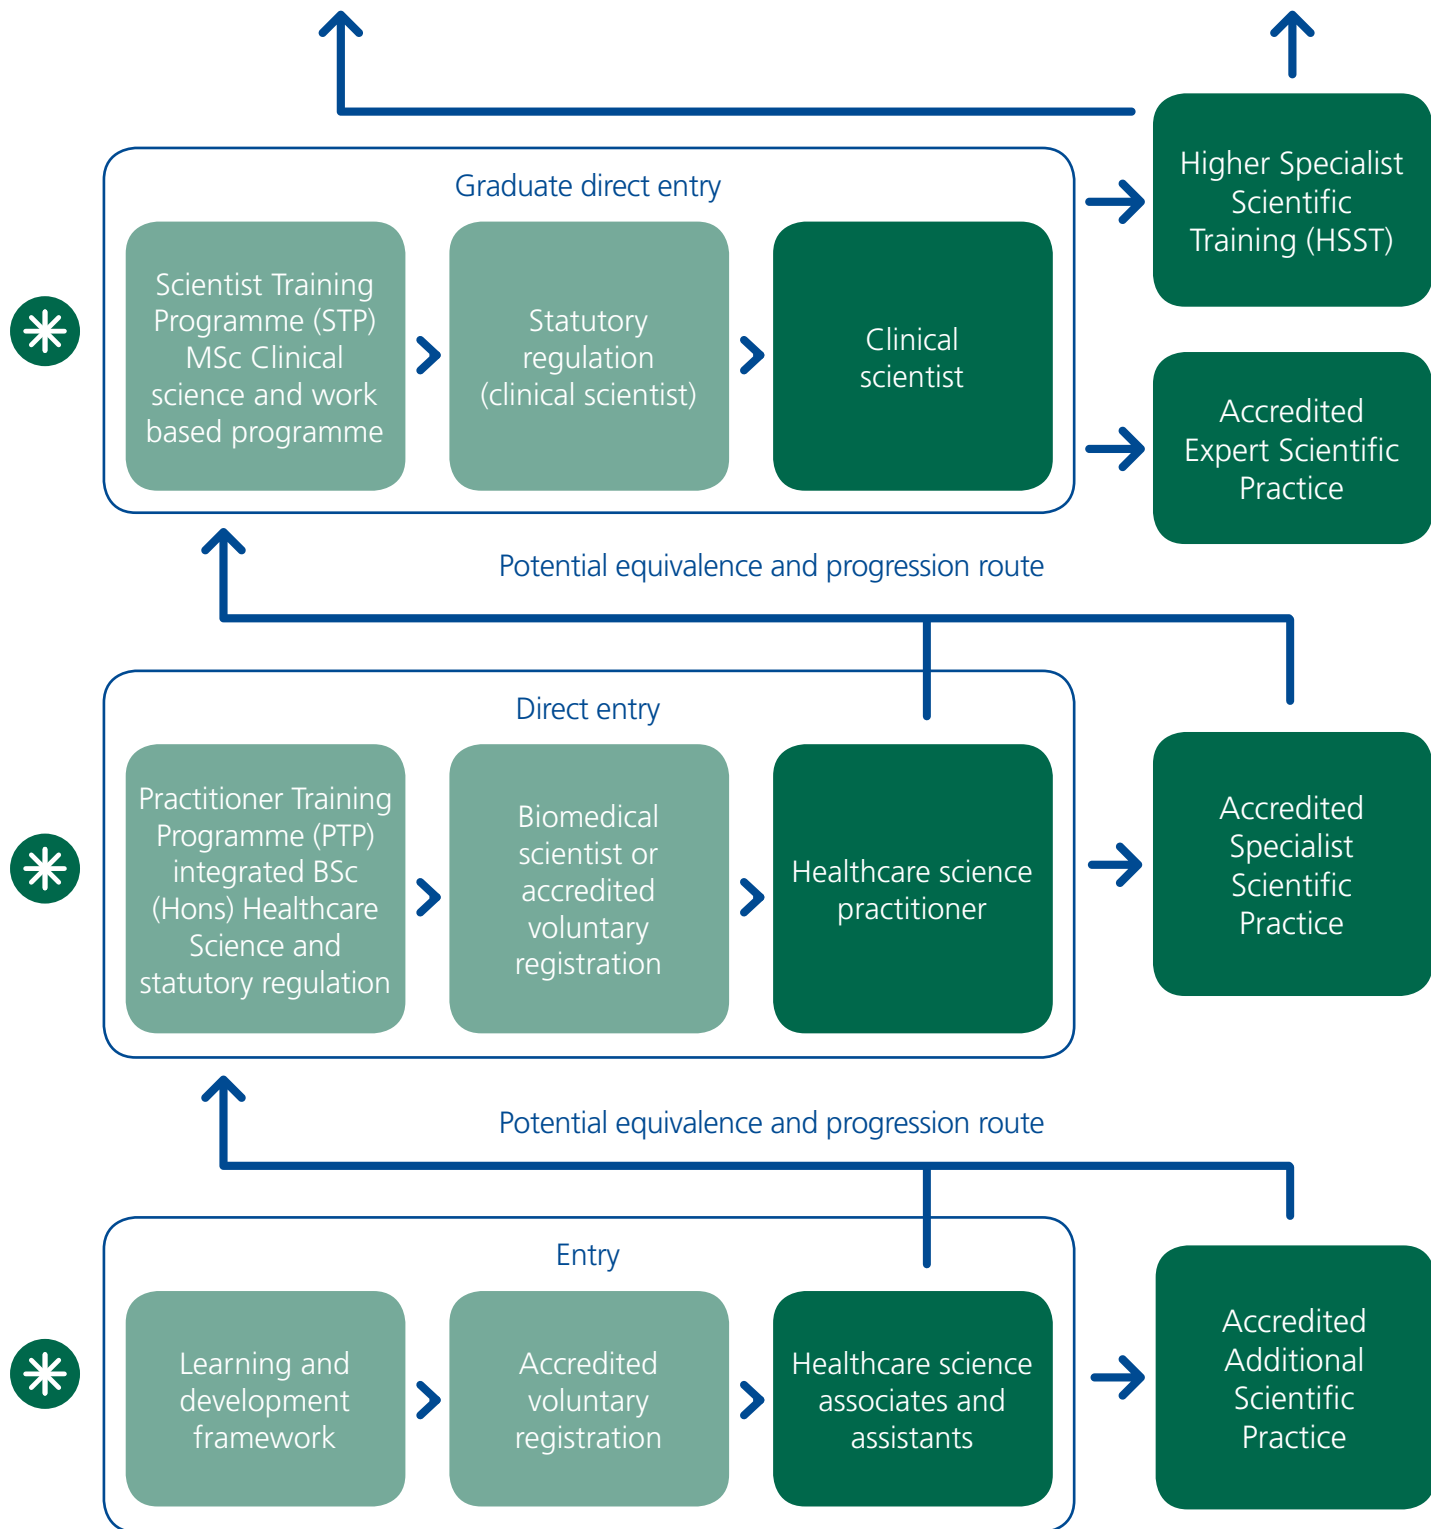 Graduate direct entry
Scientist Training
Programme (STP)
MSc Clinical
science and work
based programme
Statutory
regulation
(clinical scientist)
Clinical
scientist
Higher Specialist
Scientific
Training (HSST)
Accredited
Expert Scientific
Practice
Potential equivalence and progression route
Direct entry
Practitioner Training
Programme (PTP)
integrated BSc
(Hons) Healthcare
Science and
statutory regulation
Biomedical
scientist or
accredited
voluntary
registration
Healthcare science
practitioner
Accredited
Specialist
Scientific
Practice
Potential equivalence and progression route
Entry
Learning and
development
framework
Accredited
voluntary
registration
Healthcare science
associates and
assistants
Accredited
Additional
Scientific
Practice